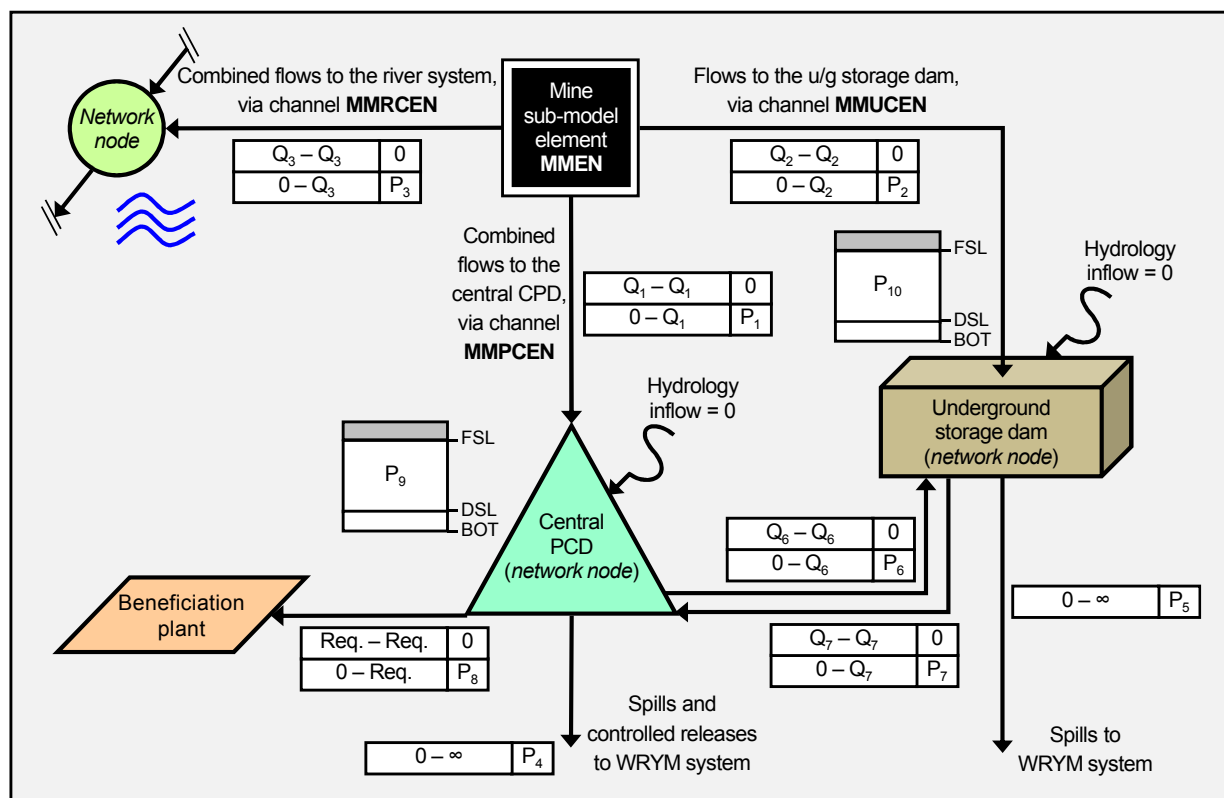 Combined flows to the river system,
via channel MMRCEN
Network
node
Q₃ – Q₃ 0
0 – Q₃ P₃
Mine
sub-model
element
MMEN
Flows to the u/g storage dam,
via channel MMUCEN
Q₂ – Q₂ 0
0 – Q₂ P₂
Combined
flows to the
central CPD,
via channel
MMPCEN
Q₁ – Q₁ 0
0 – Q₁ P₁
FSL
P₁₀
DSL
BOT
Hydrology
inflow = 0
Underground
storage dam
(network node)
Hydrology
inflow = 0
FSL
P₉
DSL
BOT
Central
PCD
(network node)
Q₆ – Q₆ 0
0 – Q₆ P₆
Beneficiation
plant
Req. – Req. 0
0 – Req. P₈
Q₇ – Q₇ 0
0 – Q₇ P₇
0 – ∞ P₅
0 – ∞ P₄
Spills and
controlled releases
to WRYM system
Spills to
WRYM system